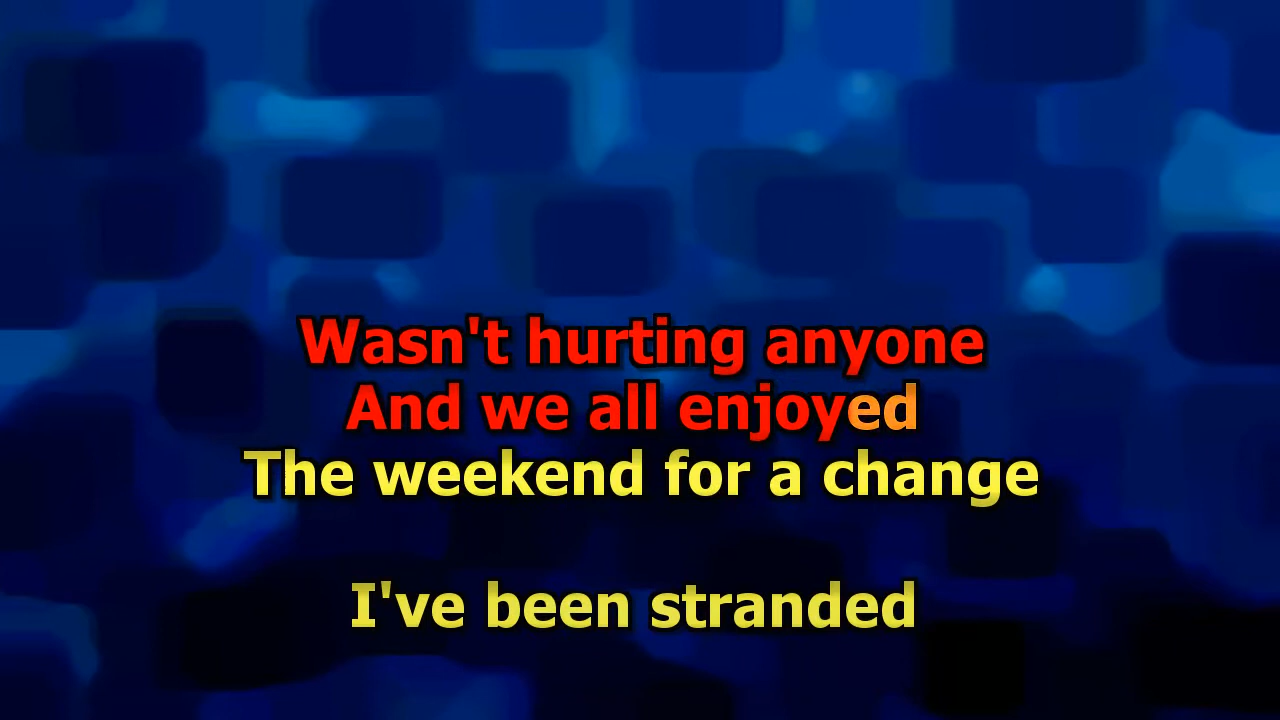 Wasn't hurting anyone
And we all enjoyed
The weekend for a change
I've been stranded